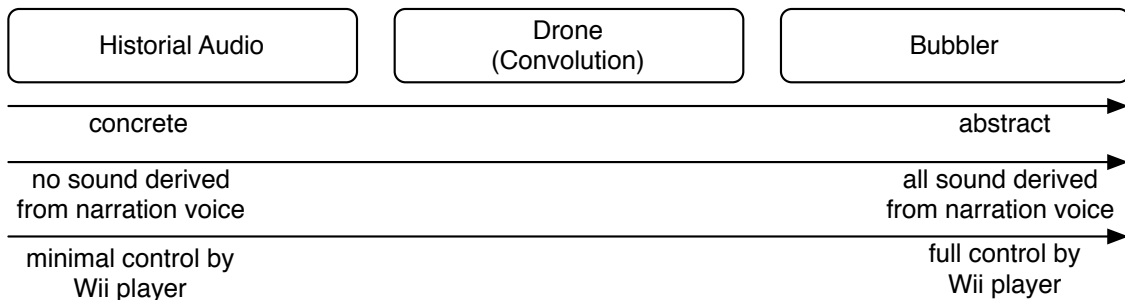 Historial Audio
Drone
(Convolution)
Bubbler
concrete
abstract
no sound derived
from narration voice
all sound derived
from narration voice
minimal control by
Wii player
full control by
Wii player